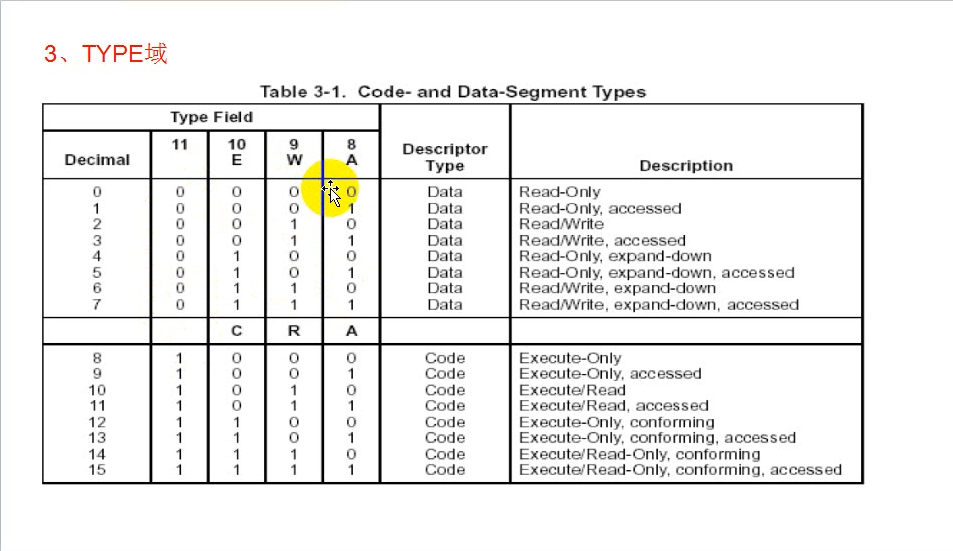 3、TYPE域
Table 3-1. Code- and Data-Segment Types
Type Field
Decimal 11 10 9 8 Descriptor Type Description
E W A
0 0 0 0 0 Data Read-Only
1 0 0 0 1 Data Read-Only, accessed
2 0 0 1 0 Data Read/Write
3 0 0 1 1 Data Read/Write, accessed
4 0 1 0 0 Data Read-Only, expand-down
5 0 1 0 1 Data Read-Only, expand-down, accessed
6 0 1 1 0 Data Read/Write, expand-down
7 0 1 1 1 Data Read/Write, expand-down, accessed
C R A
8 1 0 0 0 Code Execute-Only
9 1 0 0 1 Code Execute-Only, accessed
10 1 0 1 0 Code Execute/Read
11 1 0 1 1 Code Execute/Read, accessed
12 1 1 0 0 Code Execute-Only, conforming
13 1 1 0 1 Code Execute-Only, conforming, accessed
14 1 1 1 0 Code Execute/Read-Only, conforming
15 1 1 1 1 Code Execute/Read-Only, conforming, accessed